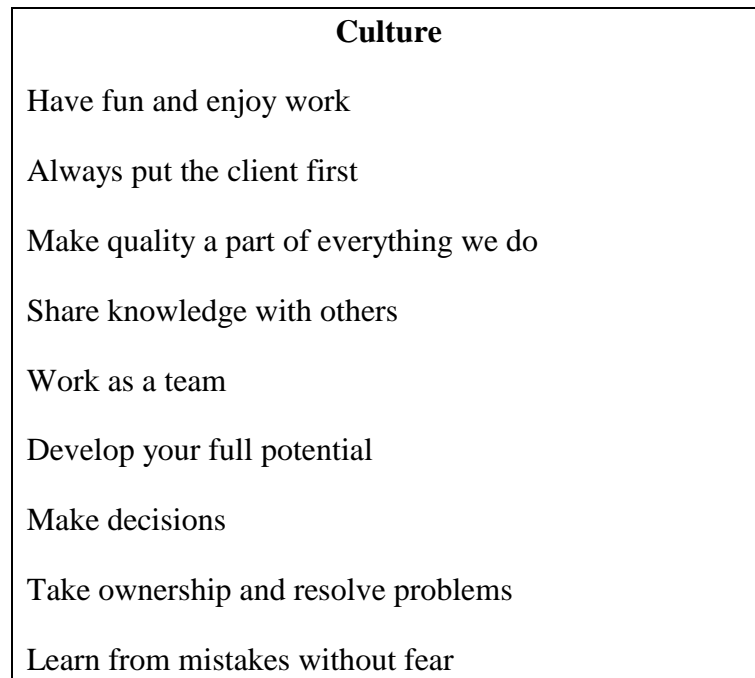 Culture
Have fun and enjoy work
Always put the client first
Make quality a part of everything we do
Share knowledge with others
Work as a team
Develop your full potential
Make decisions
Take ownership and resolve problems
Learn from mistakes without fear